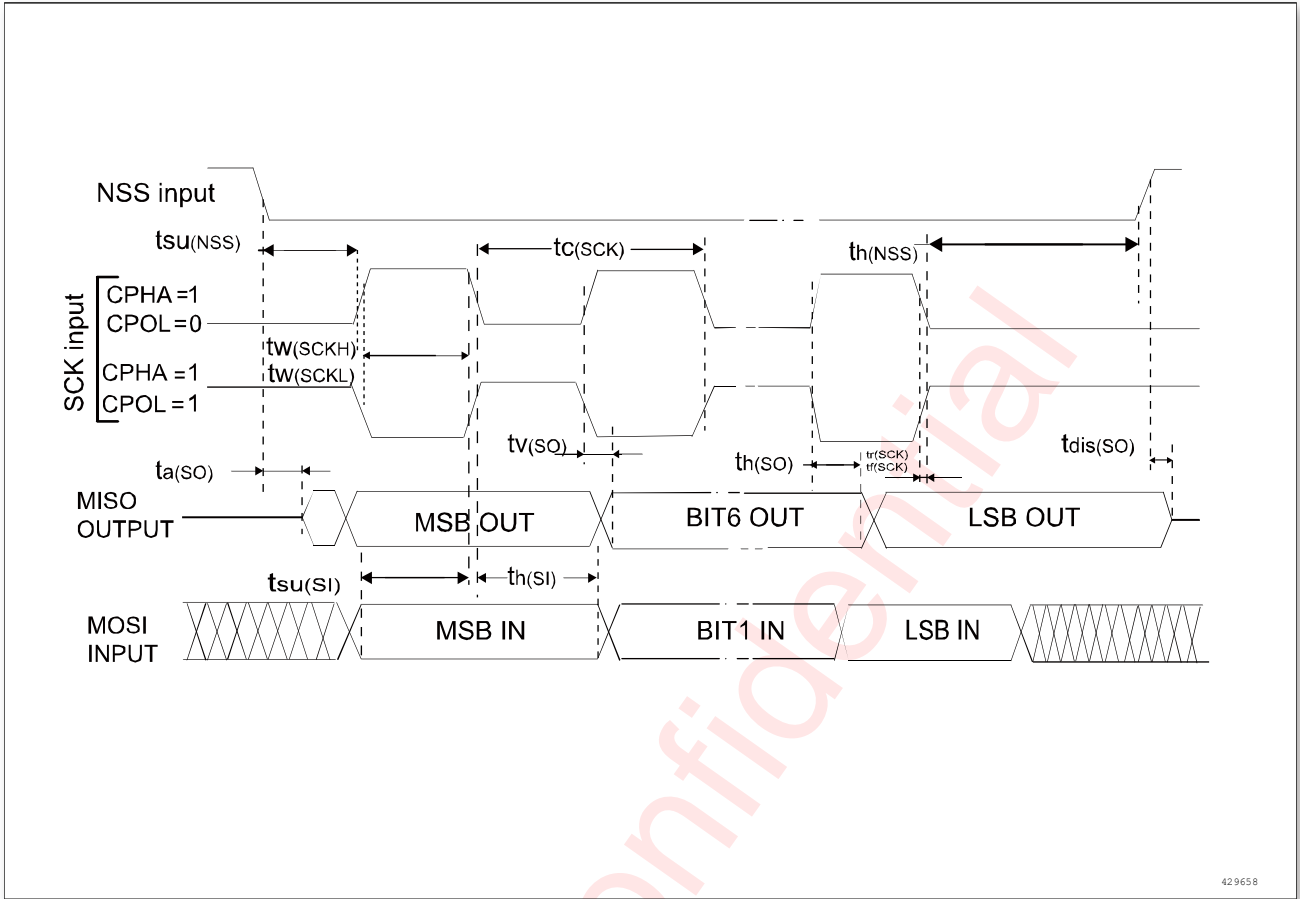 NSS input
tsu(NSS)
tc(SCK)
th(NSS)
SCK input
CPHA =1
CPOL =0
tw(SCKH)
tw(SCKL)
CPHA =1
CPOL =1
tv(SO)
th(SO)
tr(SCK)
tf(SCK)
tdis(SO)
ta(SO)
MISO
OUTPUT
MSB OUT
BIT6 OUT
LSB OUT
tsu(SI)
th(SI)
MOSI
INPUT
MSB IN
BIT1 IN
LSB IN
onfidential
429658